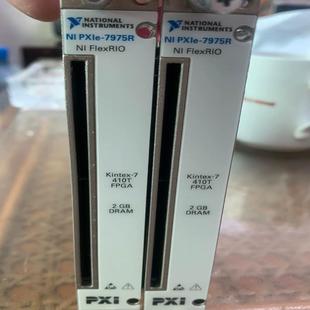 NATIONAL
INSTRUMENTS
NI PXIe-7975R
NI FlexRIO
Kintex-7
410T
FPGA
2 GB
DRAM
PXI
NATIONAL
INSTRUMENTS
NI PXIe-7975R
NI FlexRIO
Kintex-7
410T
FPGA
2 GB
DRAM
PXI